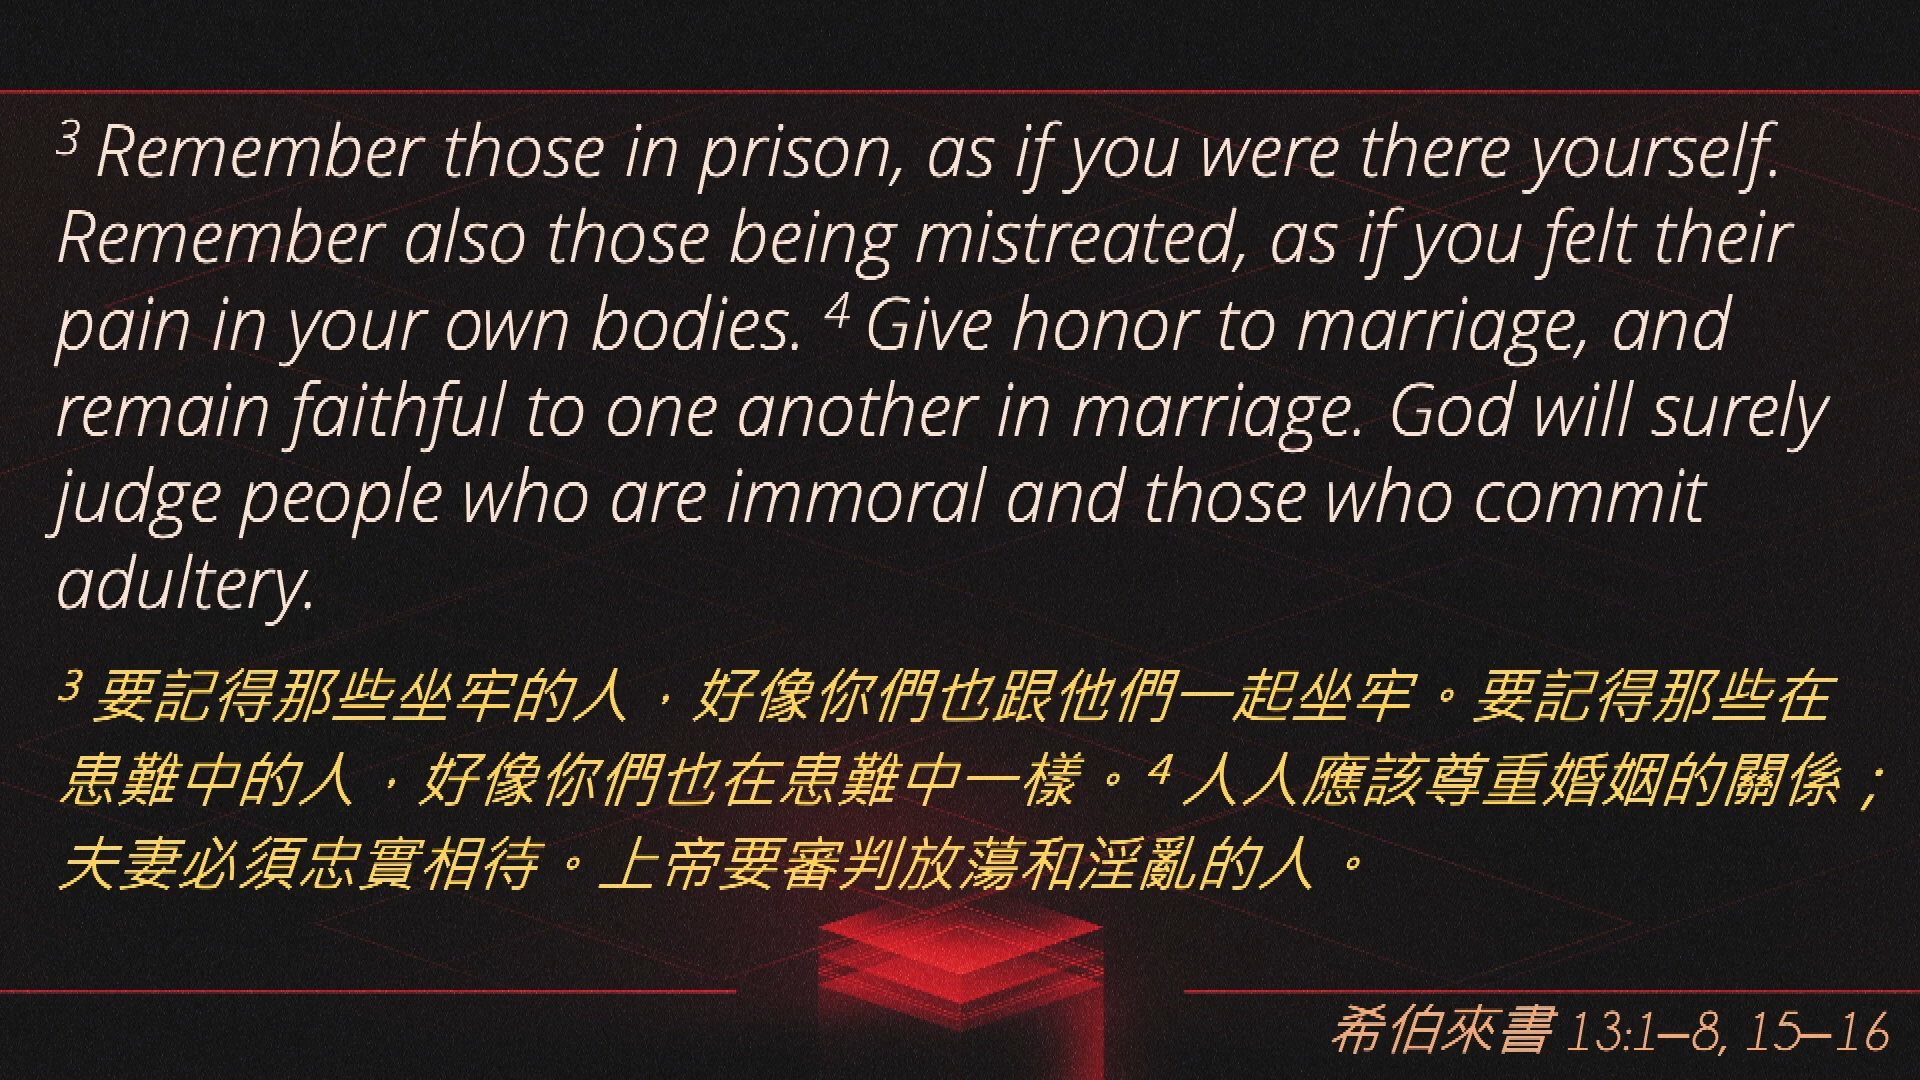 3 Remember those in prison, as if you were there yourself.
Remember also those being mistreated, as if you felt their
pain in your own bodies. 4 Give honor to marriage, and
remain faithful to one another in marriage. God will surely
judge people who are immoral and those who commit
adultery.
3 要記得那些坐牢的人，好像你們也跟他們一起坐牢。要記得那些在
患難中的人，好像你們也在患難中一樣。4 人人應該尊重婚姻的關係；
夫妻必須忠實相待。上帝要審判放蕩和淫亂的人。
希伯來書 13:1–8, 15–16